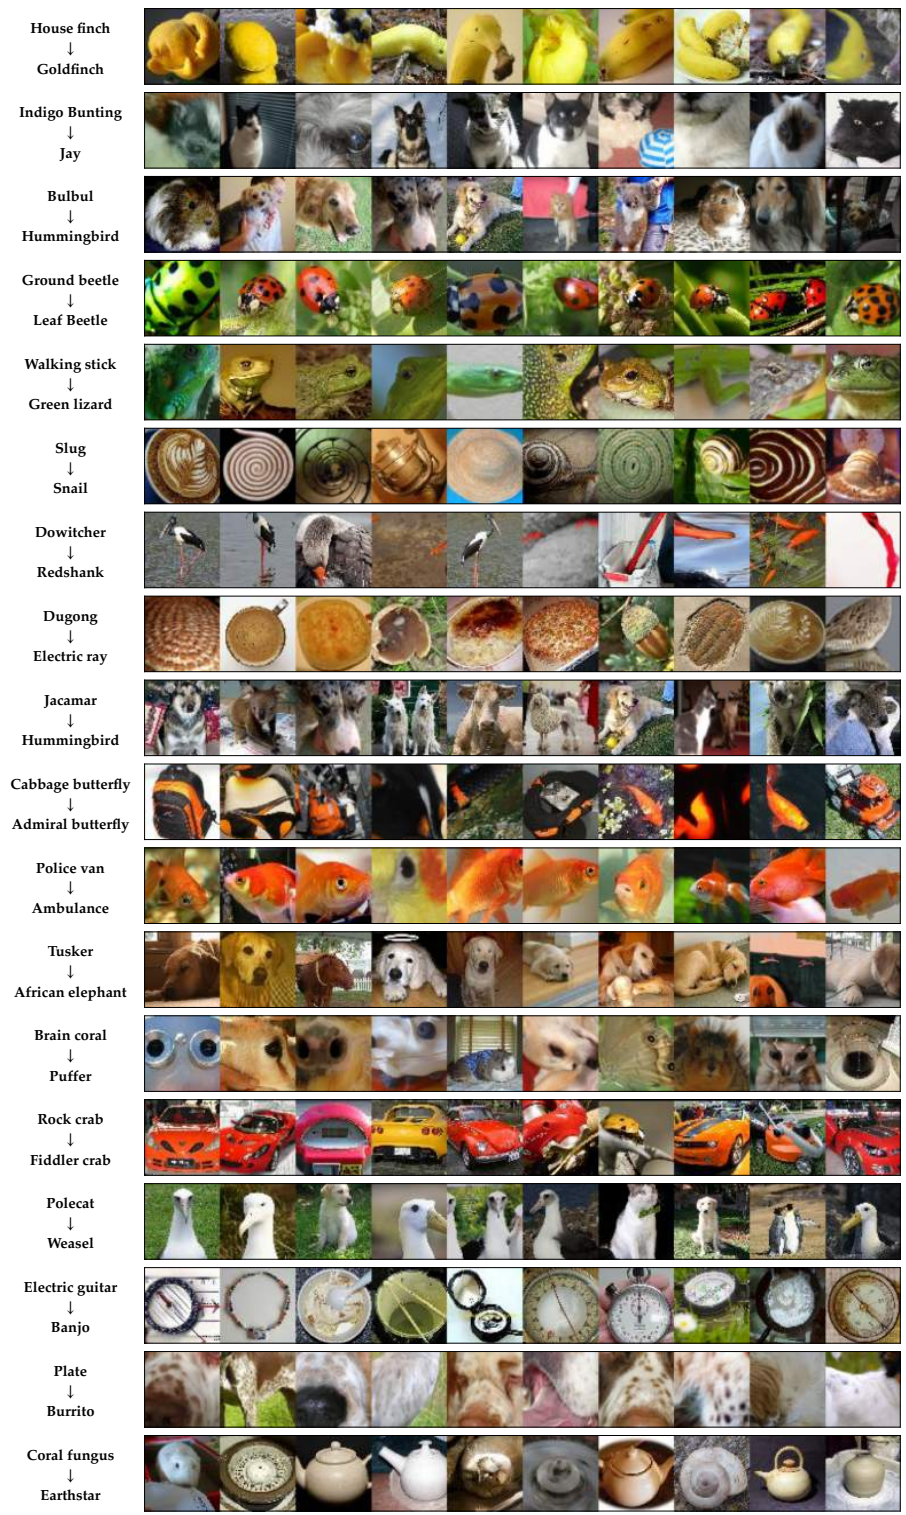 House finch
↓
Goldfinch
Indigo Bunting
↓
Jay
Bulbul
↓
Hummingbird
Ground beetle
↓
Leaf Beetle
Walking stick
↓
Green lizard
Slug
↓
Snail
Dowitcher
↓
Redshank
Dugong
↓
Electric ray
Jacamar
↓
Hummingbird
Cabbage butterfly
↓
Admiral butterfly
Police van
↓
Ambulance
Tusker
↓
African elephant
Brain coral
↓
Puffer
Rock crab
↓
Fiddler crab
Polecat
↓
Weasel
Electric guitar
↓
Banjo
Plate
↓
Burrito
Coral fungus
↓
Earthstar